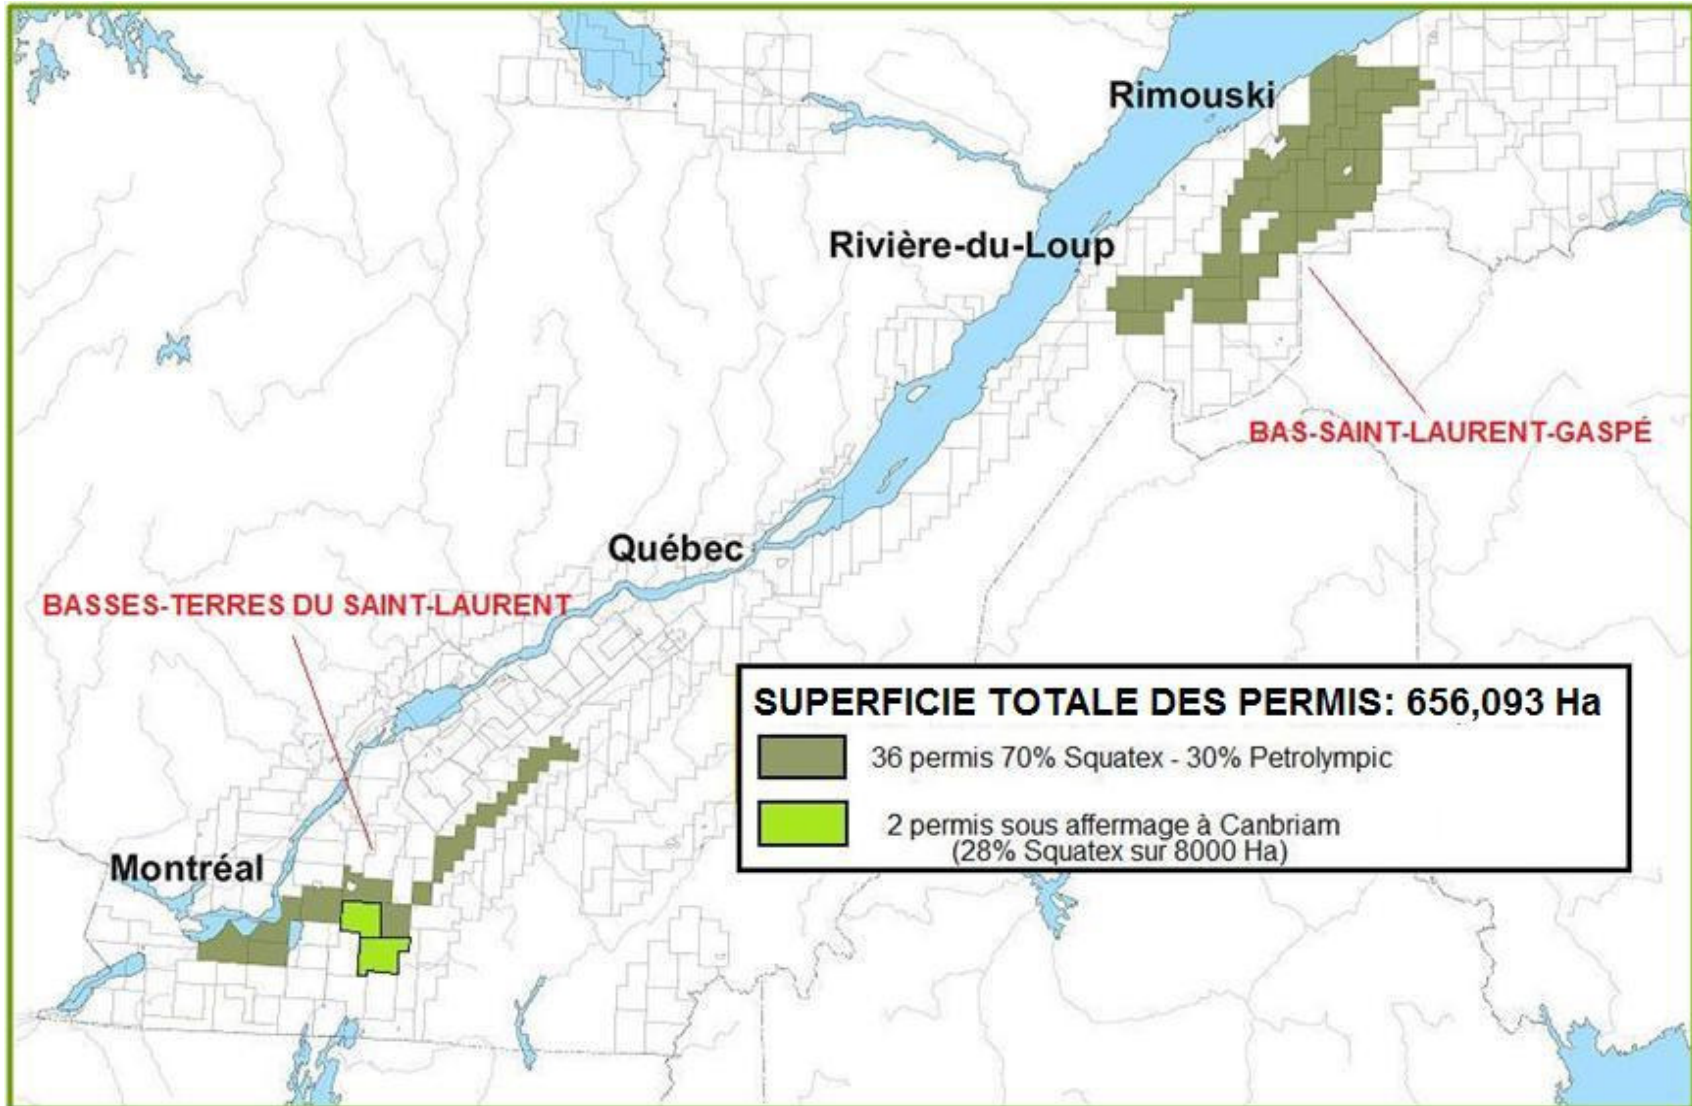 Rimouski
Rivière-du-Loup
BAS-SAINT-LAURENT-GASPÉ
Québec
BASSES-TERRES DU SAINT-LAURENT
SUPERFICIE TOTALE DES PERMIS: 656,093 Ha
36 permis 70% Squatex - 30% Petrolympic
2 permis sous affermage à Canbriam
(28% Squatex sur 8000 Ha)
Montréal